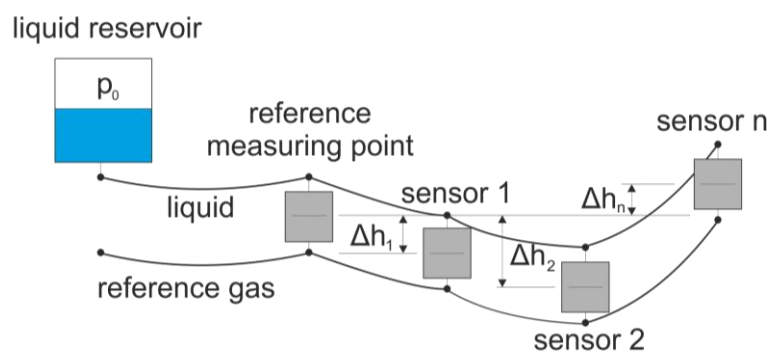 liquid reservoir
p₀
reference
measuring point
sensor n
liquid
sensor 1
Δhₙ
Δh₁
Δh₂
reference gas
sensor 2